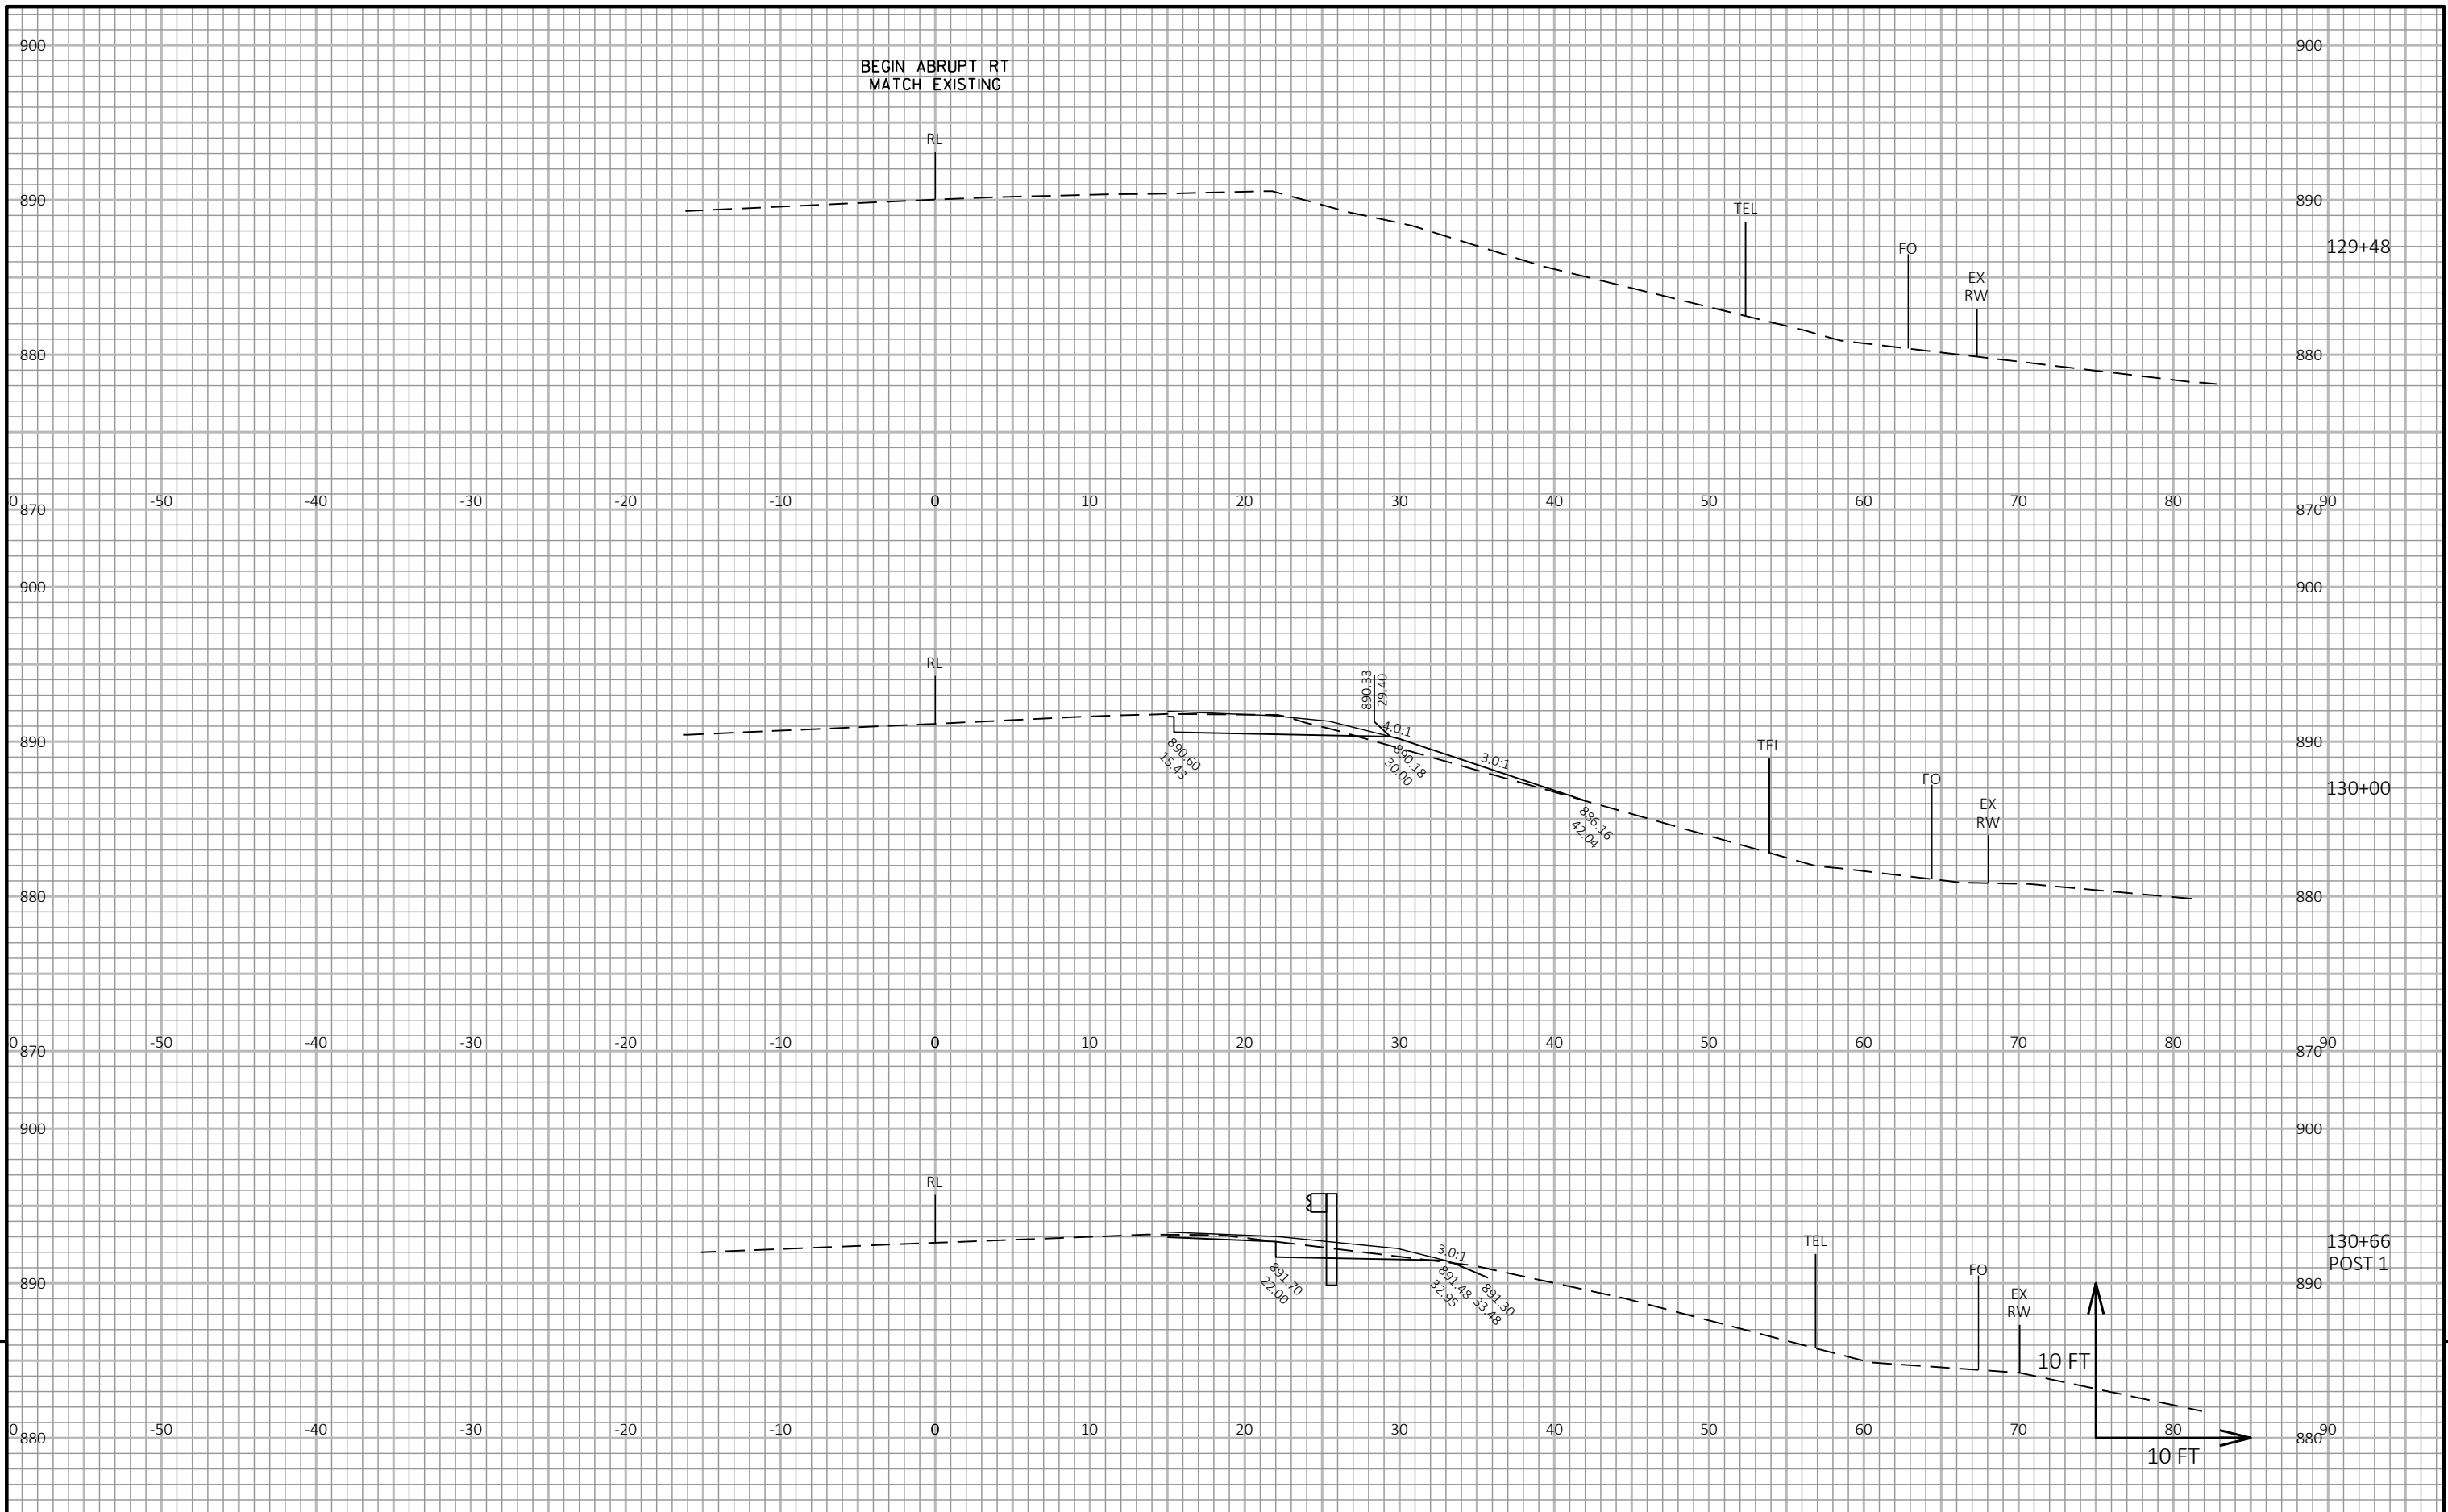 900 900
BEGIN ABRUPT RT
MATCH EXISTING
RL
890 890
TEL
FO
129+48
EX
RW
880 880
0 -50 -40 -30 -20 -10 0 10 20 30 40 50 60 70 80 90
870 870
900 900
RL
890.33
29.40
4.0:1
890 890
890.60
15.43
890.18
30.00
3.0:1
TEL
FO
130+00
EX
RW
886.16
42.04
880 880
0 -50 -40 -30 -20 -10 0 10 20 30 40 50 60 70 80 90
870 870
900 900
RL
3.0:1
TEL
130+66
POST 1
FO
890 890
891.70
22.00
891.48
32.95
891.30
33.48
EX
RW
10 FT
0 -50 -40 -30 -20 -10 0 10 20 30 40 50 60 70 80 90
880 880
10 FT